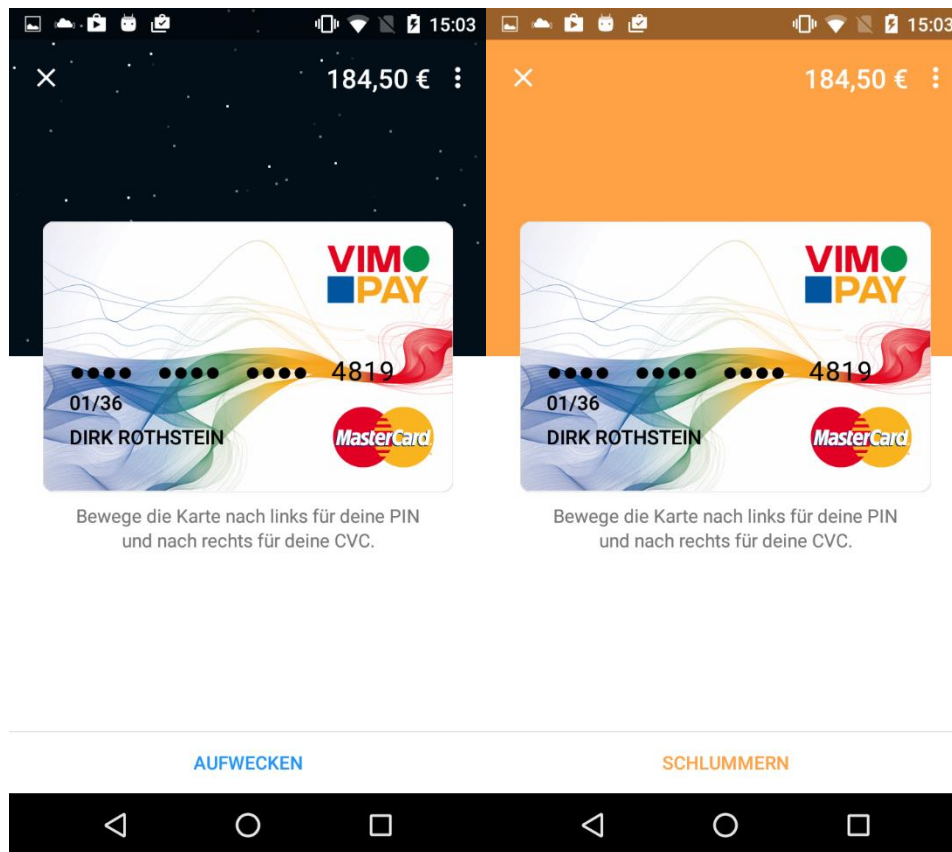 15:03
184,50 €
VIMO
PAY
●●●● ●●●● ●●●● 4819
01/36
DIRK ROTHSTEIN
MasterCard
Bewege die Karte nach links für deine PIN
und nach rechts für deine CVC.
AUFWECKEN
15:03
184,50 €
VIMO
PAY
●●●● ●●●● ●●●● 4819
01/36
DIRK ROTHSTEIN
MasterCard
Bewege die Karte nach links für deine PIN
und nach rechts für deine CVC.
SCHLUMMERN